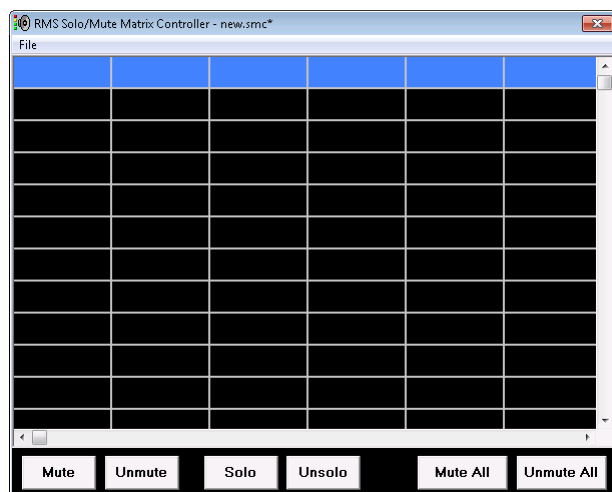 RMS Solo/Mute Matrix Controller - new.smc*
File
Mute Unmute Solo Unsolo Mute All Unmute All